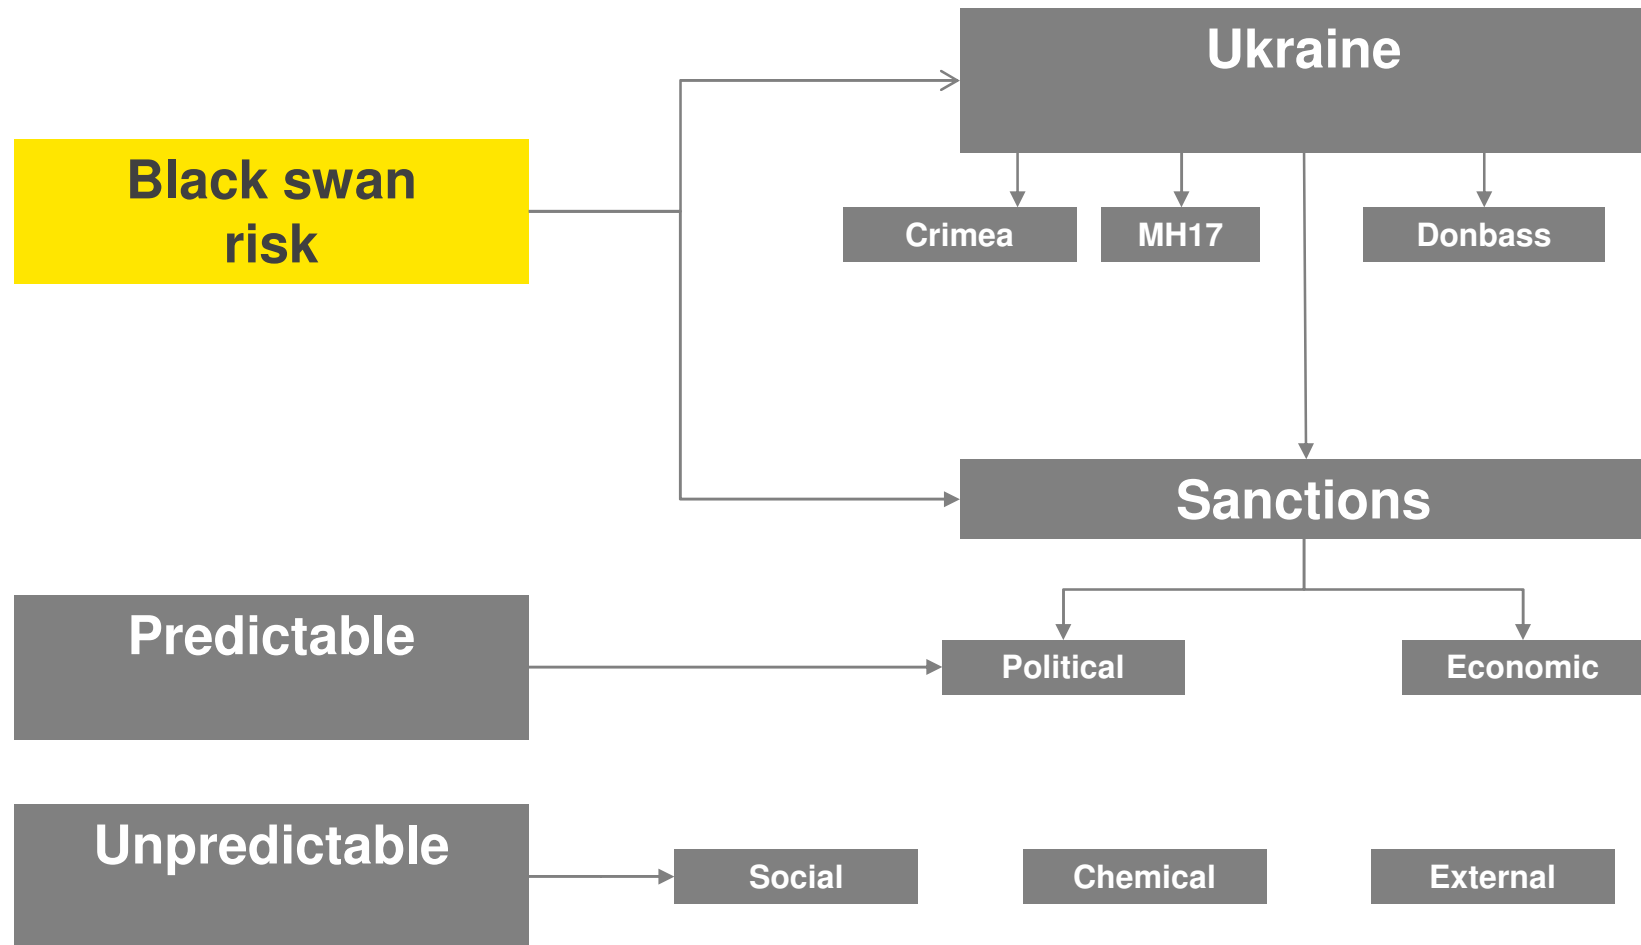 Ukraine
Black swan
risk
Crimea
MH17
Donbass
Sanctions
Predictable
Political
Economic
Unpredictable
Social
Chemical
External